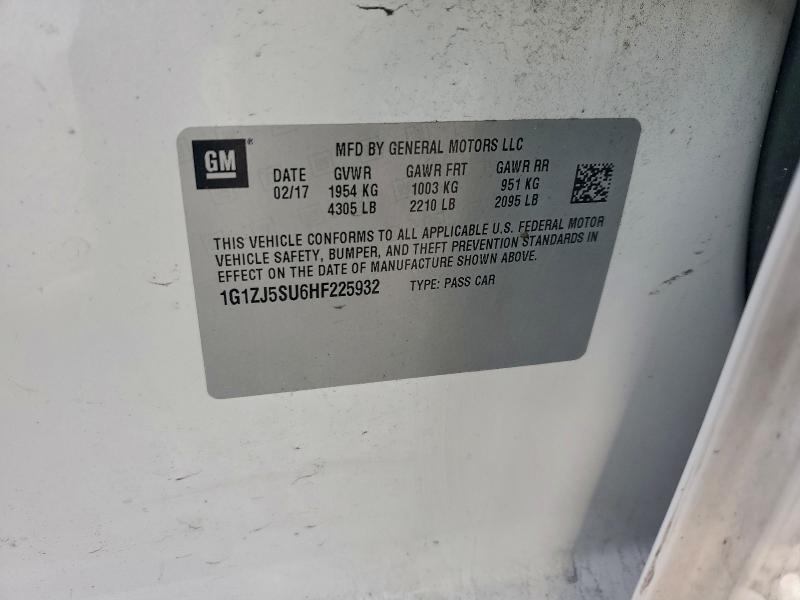 GM®
MFD BY GENERAL MOTORS LLC
DATE GVWR GAWR FRT GAWR RR
02/17 1954 KG 1003 KG 951 KG
4305 LB 2210 LB 2095 LB
THIS VEHICLE CONFORMS TO ALL APPLICABLE U.S. FEDERAL MOTOR
VEHICLE SAFETY, BUMPER, AND THEFT PREVENTION STANDARDS IN
EFFECT ON THE DATE OF MANUFACTURE SHOWN ABOVE.
1G1ZJ5SU6HF225932 TYPE: PASS CAR